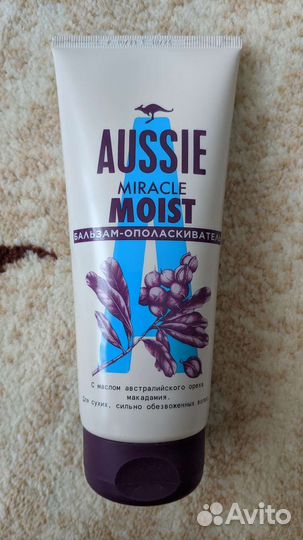 AUSSIE
MIRACLE
MOIST
БАЛЬЗАМ-ОПОЛАСКИВАТЕЛЬ
С маслом австралийского ореха
макадамия.
Для сухих, сильно обезвоженных волос
Avito